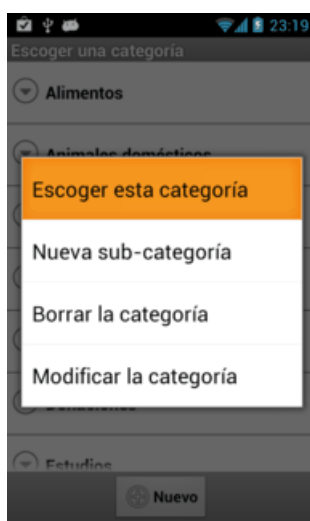 23:19
Escoger una categoría
Alimentos
Animales domésticos
Escoger esta categoría
Nueva sub-categoría
Borrar la categoría
Modificar la categoría
Donaciones
Estudios
Nuevo